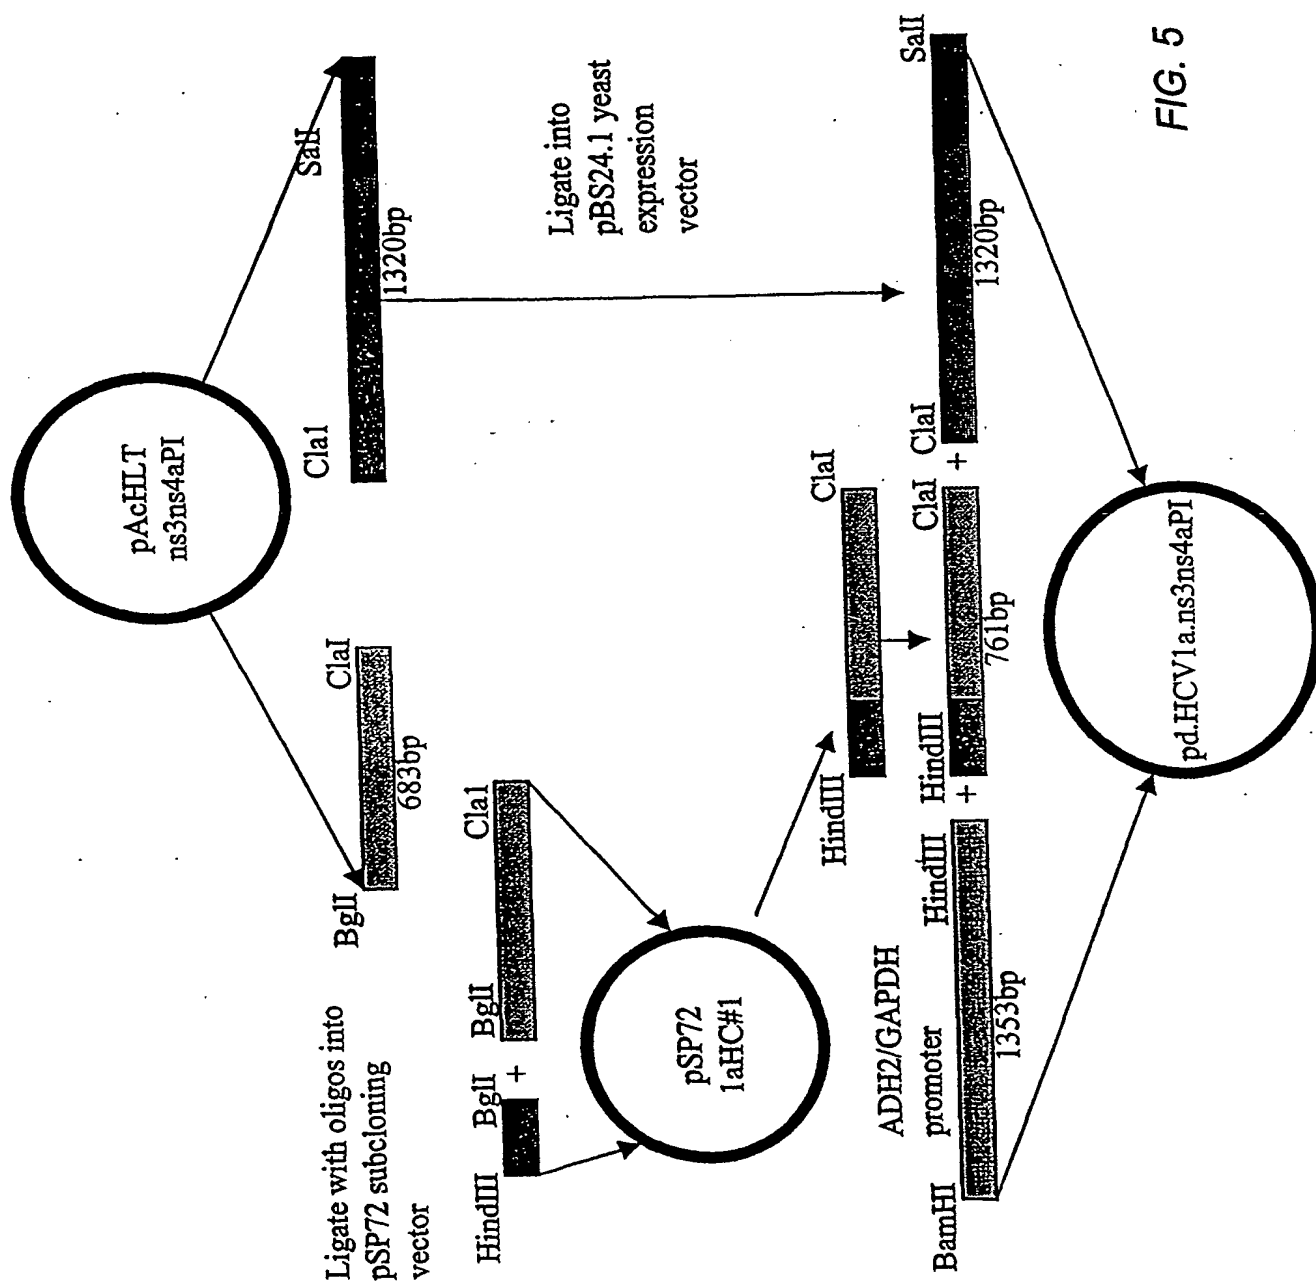 pAcHLT
ns3ns4aPI
BglI
ClaI
683bp
Cla1
SalI
1320bp
Ligate with oligos into
pSP72 subcloning
vector
HindIII
BglI
+
BglI
Cla1
Ligate into
pBS24.1 yeast
expression
vector
pSP72
1aHC#1
HindIII
ClaI
ADH2/GAPDH
promoter
BamHI
HindIII
1353bp
+
HindIII
ClaI
761bp
+
ClaI
SalI
1320bp
pd.HCV1a.ns3ns4aPI
FIG. 5